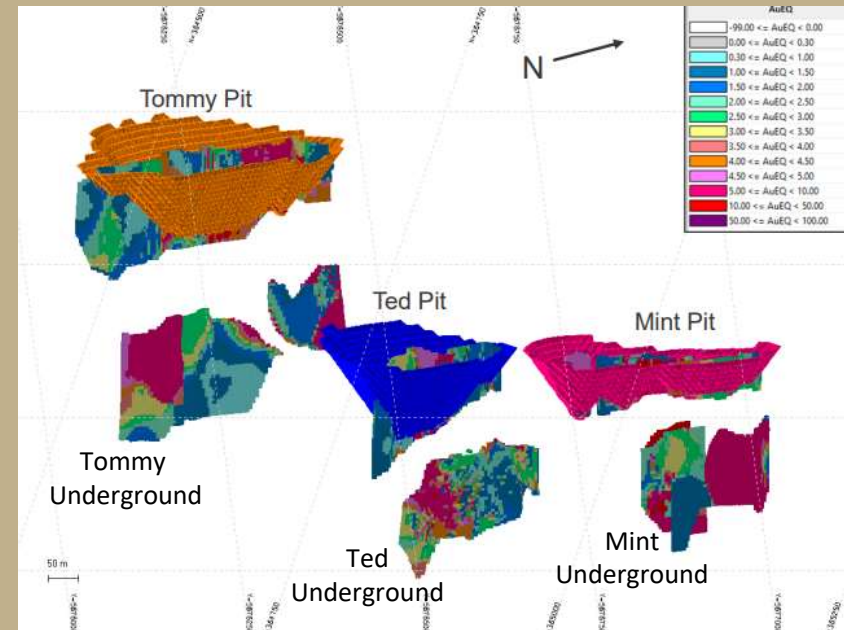 AuEQ
-99.00 <= AuEQ < 0.00
0.00 <= AuEQ < 0.30
0.30 <= AuEQ < 1.00
1.00 <= AuEQ < 1.50
1.50 <= AuEQ < 2.00
2.00 <= AuEQ < 2.50
2.50 <= AuEQ < 3.00
3.00 <= AuEQ < 3.50
3.50 <= AuEQ < 4.00
4.00 <= AuEQ < 4.50
4.50 <= AuEQ < 5.00
5.00 <= AuEQ < 10.00
10.00 <= AuEQ < 50.00
50.00 <= AuEQ < 100.00
N
Tommy Pit
Ted Pit
Mint Pit
Tommy
Underground
Ted
Underground
Mint
Underground
50 m